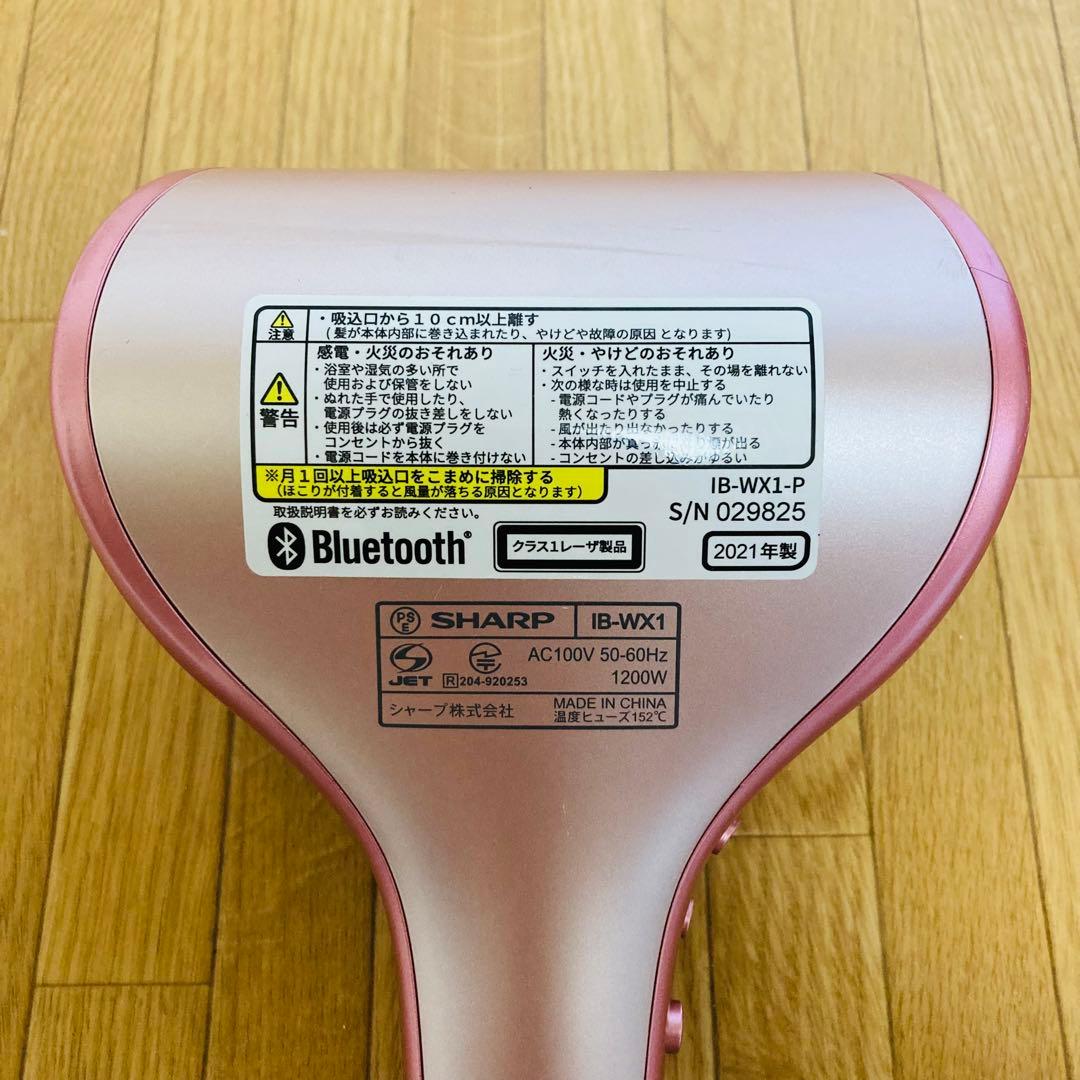 注意
・吸込口から10cm以上離す
(髪が本体内部に巻き込まれたり、やけどや故障の原因となります)
警告
感電・火災のおそれあり
・浴室や湿気の多い所で
使用および保管をしない
・ぬれた手で使用したり、
電源プラグの抜き差しをしない
・使用後は必ず電源プラグを
コンセントから抜く
・電源コードを本体に巻き付けない
火災・やけどのおそれあり
・スイッチを入れたまま、その場を離れない
・次の様な時は使用を中止する
-電源コードやプラグが痛んでいたり
熱くなったりする
-風が出たり出なかったりする
-本体内部が真っ が出る
-コンセントの差し込みがゆるい
※月1回以上吸込口をこまめに掃除する
(ほこりが付着すると風量が落ちる原因となります)
取扱説明書を必ずお読みください。
IB-WX1-P
S/N 029825
Bluetooth®
クラス1レーザ製品
2021年製
PSE SHARP IB-WX1
JET R 204-920253
AC100V 50-60Hz
1200W
シャープ株式会社
MADE IN CHINA
温度ヒューズ152℃